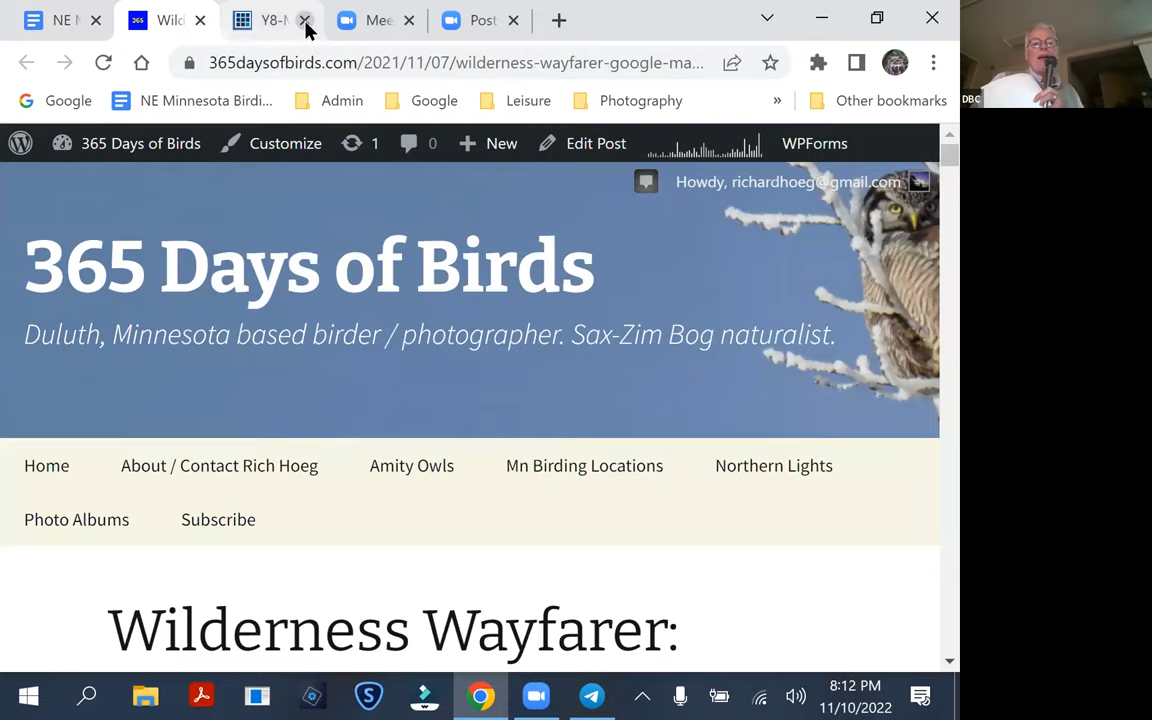 NE
365
Wild
Y8-
Mee
Post
365daysofbirds.com/2021/11/07/wilderness-wayfarer-google-ma...
Google
NE Minnesota Birdi...
Admin
Google
Leisure
Photography
»
Other bookmarks
DBC
365 Days of Birds
Customize
1
0
New
Edit Post
WPForms
Howdy, richardhoeg@gmail.com
365 Days of Birds
Duluth, Minnesota based birder / photographer. Sax-Zim Bog naturalist.
Home
About / Contact Rich Hoeg
Amity Owls
Mn Birding Locations
Northern Lights
Photo Albums
Subscribe
Wilderness Wayfarer:
8:12 PM
11/10/2022